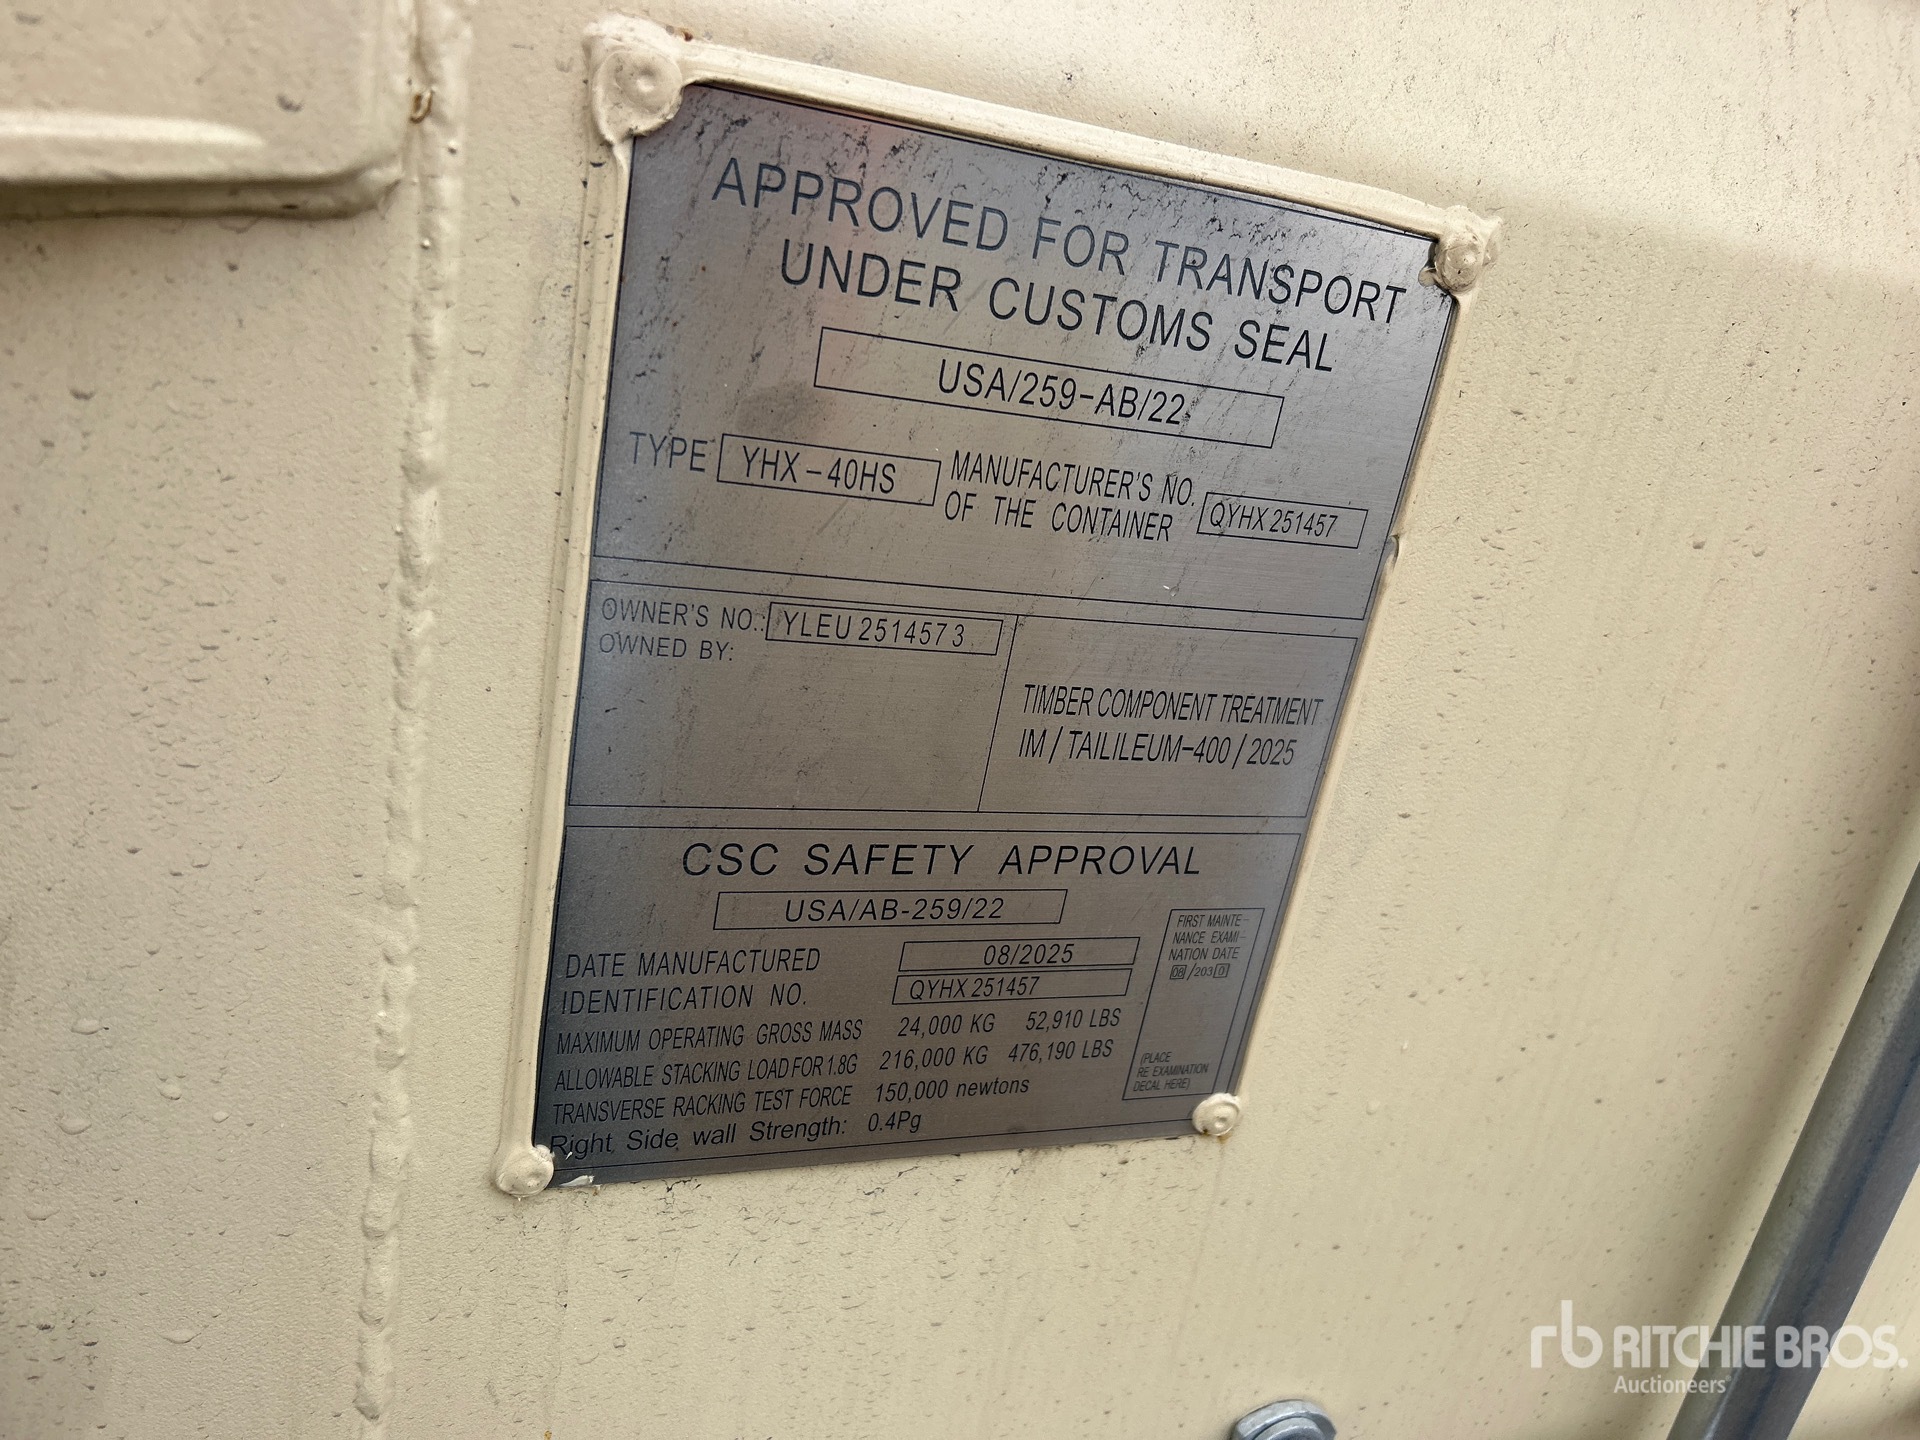 APPROVED FOR TRANSPORT
UNDER CUSTOMS SEAL
USA/259-AB/22
TYPE YHX-40HS
MANUFACTURER'S NO.
OF THE CONTAINER
QYHX 251457
OWNER'S NO.: YLEU 251457 3
OWNED BY:
TIMBER COMPONENT TREATMENT
IM / TAILILEUM-400 / 2025
CSC SAFETY APPROVAL
USA/AB-259/22
DATE MANUFACTURED 08/2025
IDENTIFICATION NO. QYHX 251457
MAXIMUM OPERATING GROSS MASS 24,000 KG 52,910 LBS
ALLOWABLE STACKING LOAD FOR 1.8G 216,000 KG 476,190 LBS
TRANSVERSE RACKING TEST FORCE 150,000 newtons
Right Side wall Strength: 0.4Pg
FIRST MAINTE-
NANCE EXAMI-
NATION DATE
08/2030
(PLACE
RE EXAMINATION
DECAL HERE)
rb RITCHIE BROS.
Auctioneers